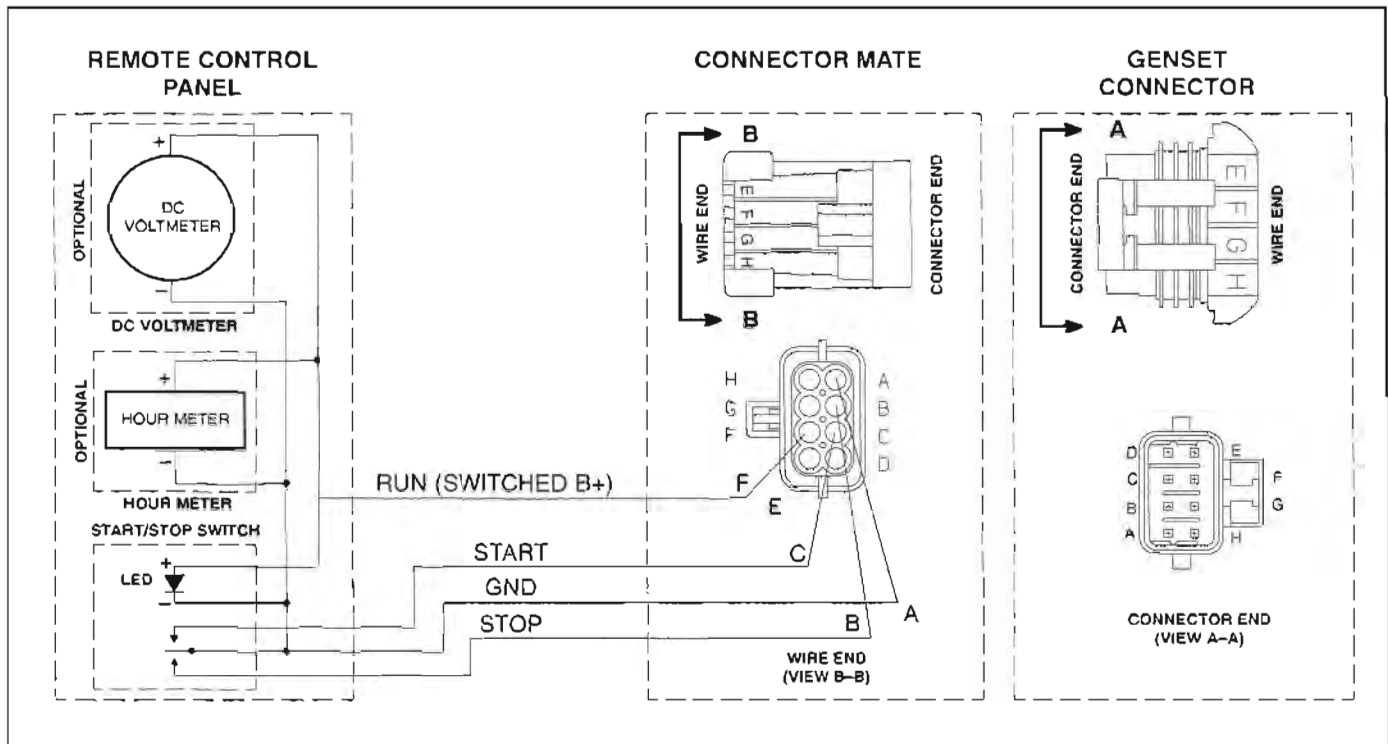 REMOTE CONTROL
PANEL
OPTIONAL
+
DC
VOLTMETER
−
DC VOLTMETER
OPTIONAL
+
HOUR METER
−
HOUR METER
START/STOP SWITCH
+
LED
−
RUN (SWITCHED B+)
START
GND
STOP
CONNECTOR MATE
B
WIRE END
E
F
G
H
CONNECTOR END
B
H
G
F
E
A
B
C
D
F
C
A
B
WIRE END
(VIEW B–B)
GENSET
CONNECTOR
A
CONNECTOR END
E
F
G
H
WIRE END
A
D
C
B
A
E
F
G
H
CONNECTOR END
(VIEW A–A)